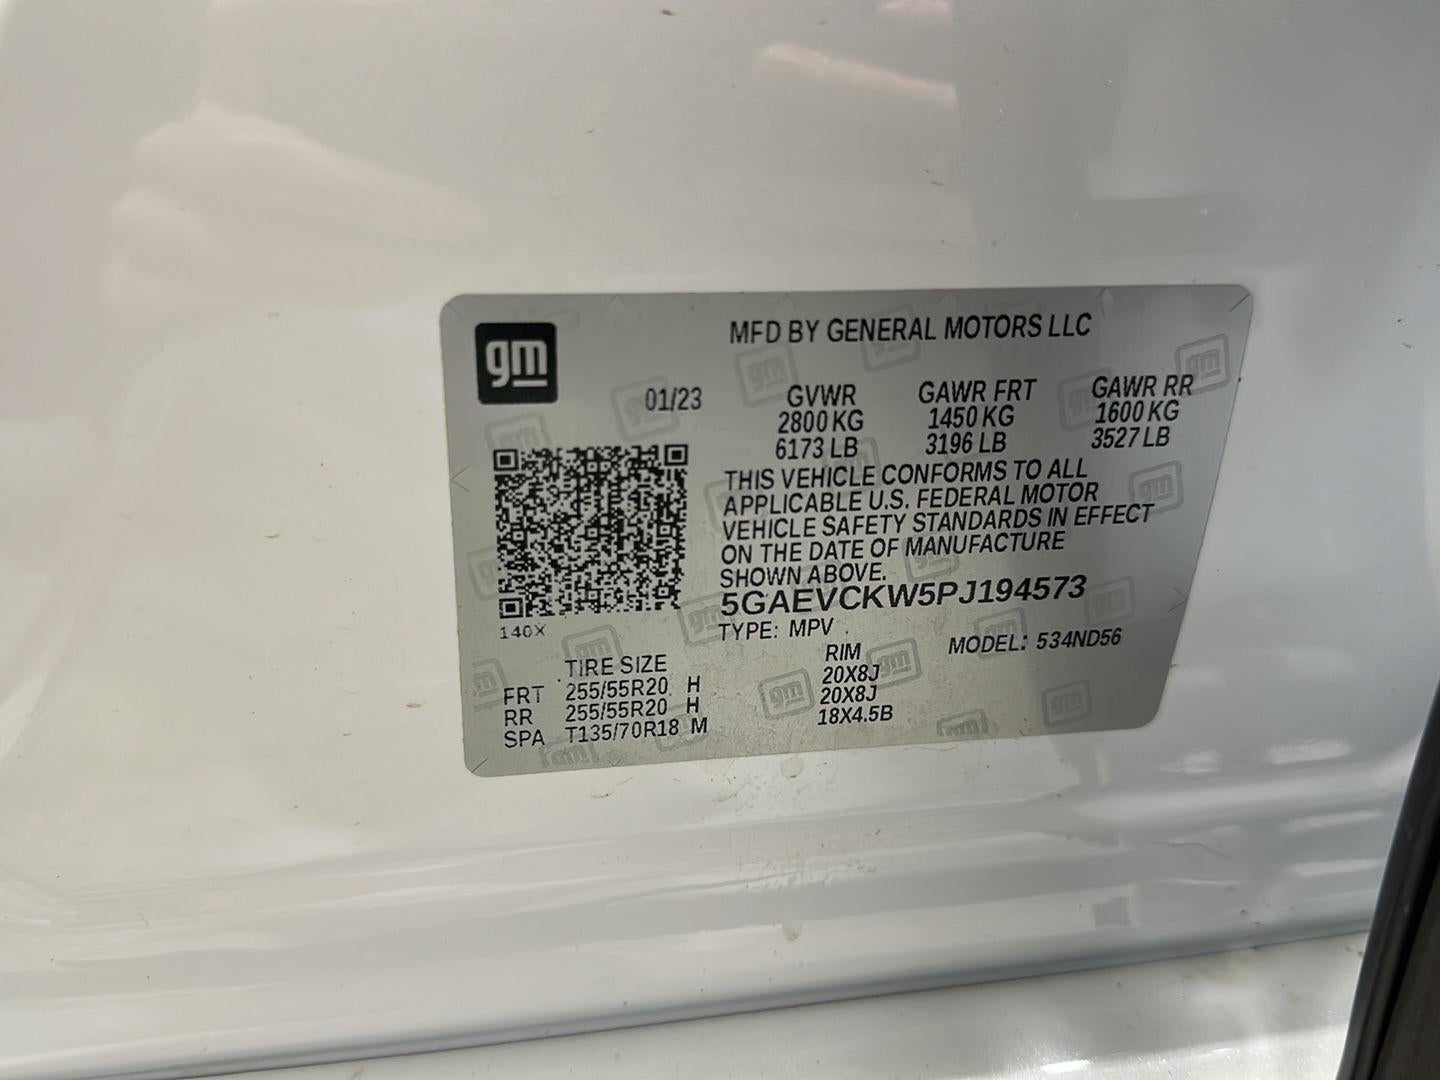 gm
MFD BY GENERAL MOTORS LLC
01/23 GVWR GAWR FRT GAWR RR
2800 KG 1450 KG 1600 KG
6173 LB 3196 LB 3527 LB
THIS VEHICLE CONFORMS TO ALL
APPLICABLE U.S. FEDERAL MOTOR
VEHICLE SAFETY STANDARDS IN EFFECT
ON THE DATE OF MANUFACTURE
SHOWN ABOVE.
5GAEVCKW5PJ194573
140X
TYPE: MPV MODEL: 534ND56
TIRE SIZE RIM
FRT 255/55R20 H 20X8J
RR 255/55R20 H 20X8J
SPA T135/70R18 M 18X4.5B